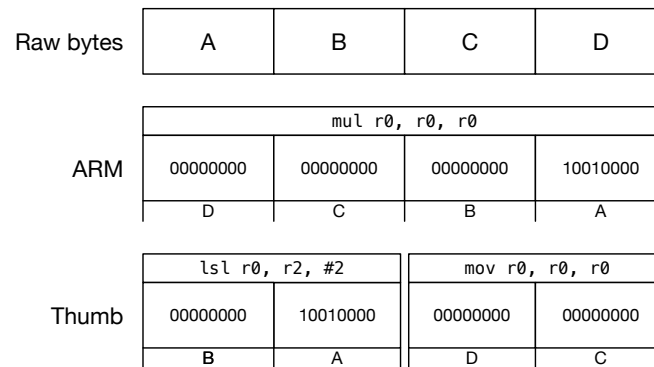 Raw bytes A B C D
mul r0, r0, r0
ARM 00000000 00000000 00000000 10010000
D C B A
lsl r0, r2, #2 mov r0, r0, r0
Thumb 00000000 10010000 00000000 00000000
B A D C